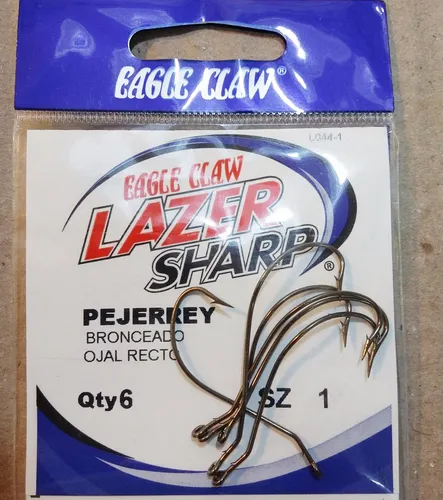 EAGLE CLAW®
L044-1
EAGLE CLAW
LAZER
SHARP®
PEJERREY
BRONCEADO
OJAL RECTO
Qty6
SZ 1